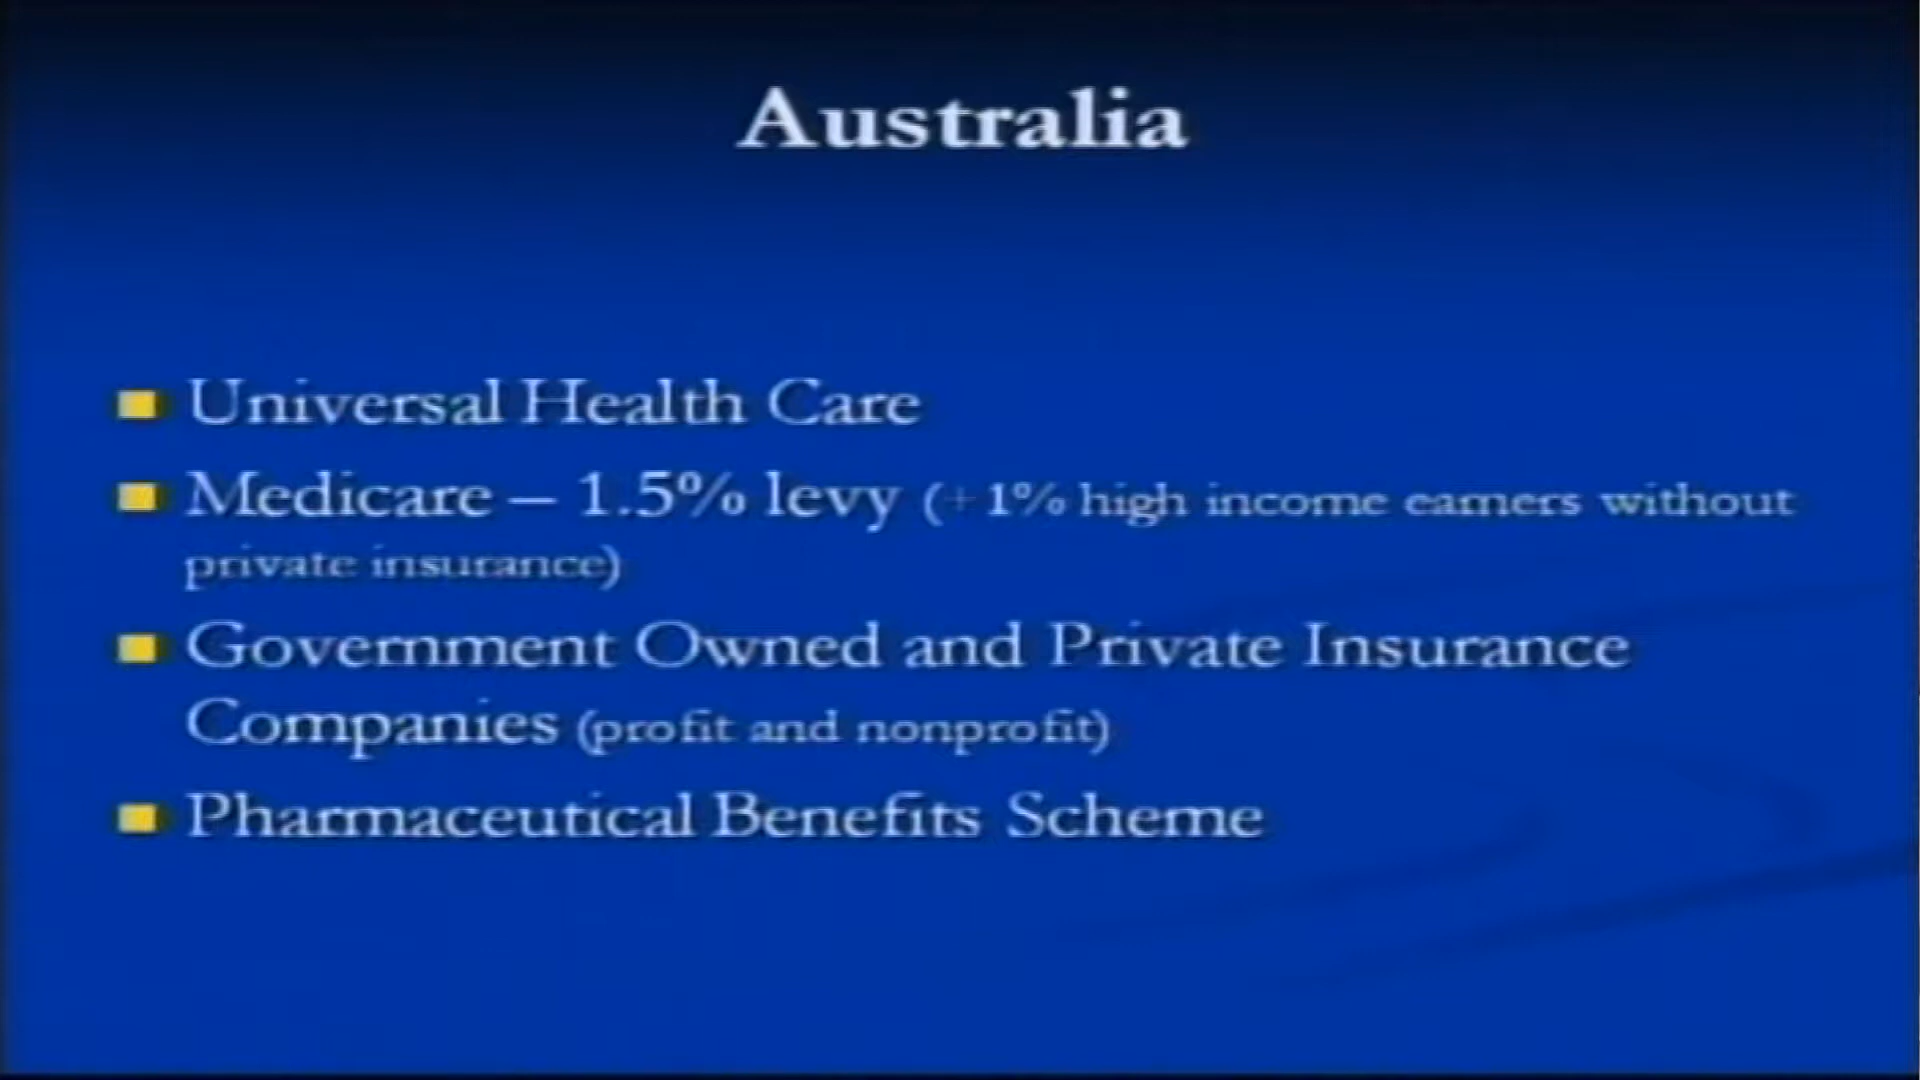 Australia
Universal Health Care
Medicare – 1.5% levy (+1% high income earners without
private insurance)
Government Owned and Private Insurance
Companies (profit and nonprofit)
Pharmaceutical Benefits Scheme